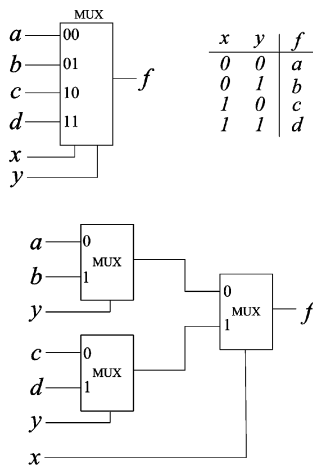 MUX
a 00
b 01
c 10
d 11
x
y
f
x y f
0 0 a
0 1 b
1 0 c
1 1 d
a 0
b 1
MUX
y
c 0
d 1
MUX
y
0
1
MUX
f
x